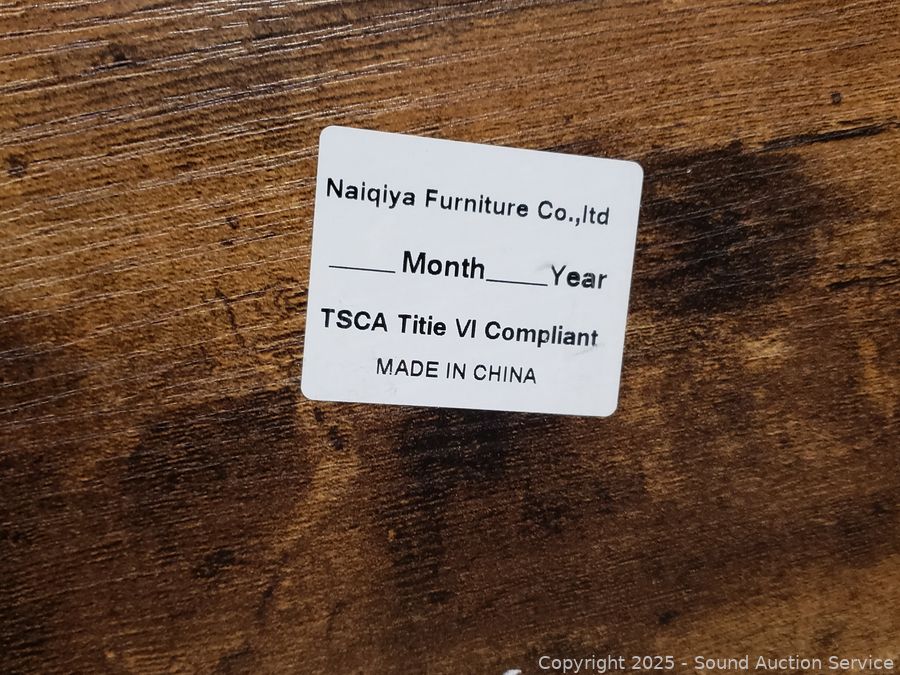 Naiqiya Furniture Co.,ltd
_____ Month_____Year
TSCA Titie VI Compliant
MADE IN CHINA
Copyright 2025 - Sound Auction Service